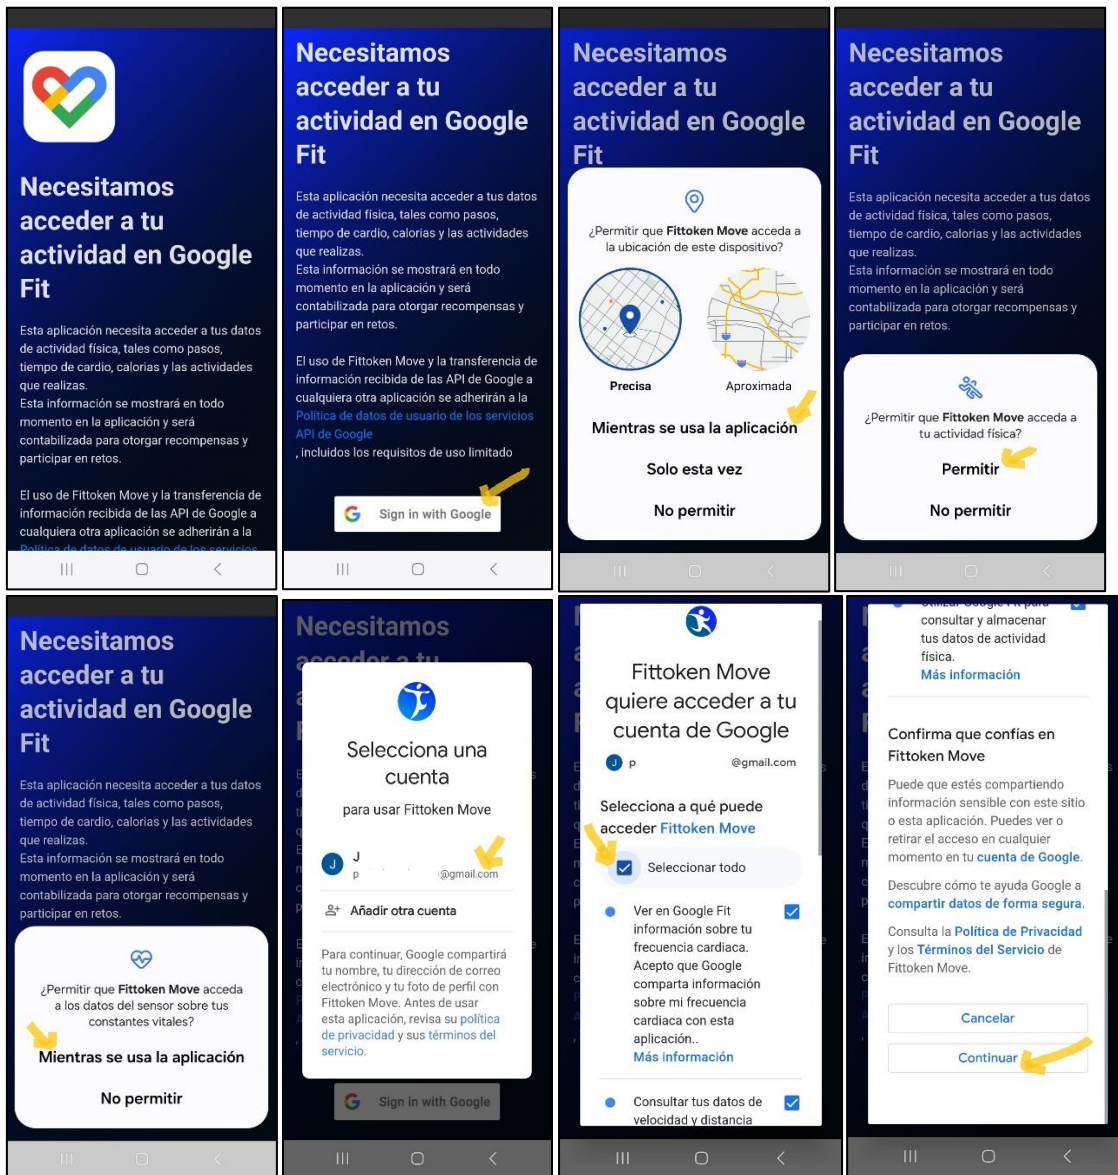 Necesitamos
acceder a tu
actividad en Google
Fit
Esta aplicación necesita acceder a tus datos
de actividad física, tales como pasos,
tiempo de cardio, calorias y las actividades
que realizas.
Esta información se mostrará en todo
momento en la aplicación y será
contabilizada para otorgar recompensas y
participar en retos.
El uso de Fittoken Move y la transferencia de
información recibida de las API de Google a
cualquiera otra aplicación se adherirán a la
Política de datos de usuario de los servicios
Necesitamos
acceder a tu
actividad en Google
Fit
Esta aplicación necesita acceder a tus datos
de actividad física, tales como pasos,
tiempo de cardio, calorias y las actividades
que realizas.
Esta información se mostrará en todo
momento en la aplicación y será
contabilizada para otorgar recompensas y
participar en retos.
El uso de Fittoken Move y la transferencia de
información recibida de las API de Google a
cualquiera otra aplicación se adherirán a la
Política de datos de usuario de los servicios
API de Google
, incluidos los requisitos de uso limitado
Sign in with Google
Necesitamos
acceder a tu
actividad en Google
Fit
¿Permitir que Fittoken Move acceda a
la ubicación de este dispositivo?
Precisa Aproximada
Mientras se usa la aplicación
Solo esta vez
No permitir
Necesitamos
acceder a tu
actividad en Google
Fit
Esta aplicación necesita acceder a tus datos
de actividad física, tales como pasos,
tiempo de cardio, calorias y las actividades
que realizas.
Esta información se mostrará en todo
momento en la aplicación y será
contabilizada para otorgar recompensas y
participar en retos.
¿Permitir que Fittoken Move acceda a
tu actividad física?
Permitir
No permitir
Necesitamos
acceder a tu
actividad en Google
Fit
Esta aplicación necesita acceder a tus datos
de actividad física, tales como pasos,
tiempo de cardio, calorias y las actividades
que realizas.
Esta información se mostrará en todo
momento en la aplicación y será
contabilizada para otorgar recompensas y
participar en retos.
¿Permitir que Fittoken Move acceda
a los datos del sensor sobre tus
constantes vitales?
Mientras se usa la aplicación
No permitir
Necesitamos
acceder a tu
Selecciona una
cuenta
para usar Fittoken Move
J
J
p @gmail.com
Añadir otra cuenta
Para continuar, Google compartirá
tu nombre, tu dirección de correo
electrónico y tu foto de perfil con
Fittoken Move. Antes de usar
esta aplicación, revisa su política
de privacidad y sus términos del
servicio.
Sign in with Google
Fittoken Move
quiere acceder a tu
cuenta de Google
J p @gmail.com
Selecciona a qué puede
acceder Fittoken Move
Seleccionar todo
Ver en Google Fit
información sobre tu
frecuencia cardiaca.
Acepto que Google
comparta información
sobre mi frecuencia
cardiaca con esta
aplicación..
Más información
Consultar tus datos de
velocidad y distancia
Utilizar Google Fit para
consultar y almacenar
tus datos de actividad
física.
Más información
Confirma que confías en
Fittoken Move
Puede que estés compartiendo
información sensible con este sitio
o esta aplicación. Puedes ver o
retirar el acceso en cualquier
momento en tu cuenta de Google.
Descubre cómo te ayuda Google a
compartir datos de forma segura.
Consulta la Política de Privacidad
y los Términos del Servicio de
Fittoken Move.
Cancelar
Continuar